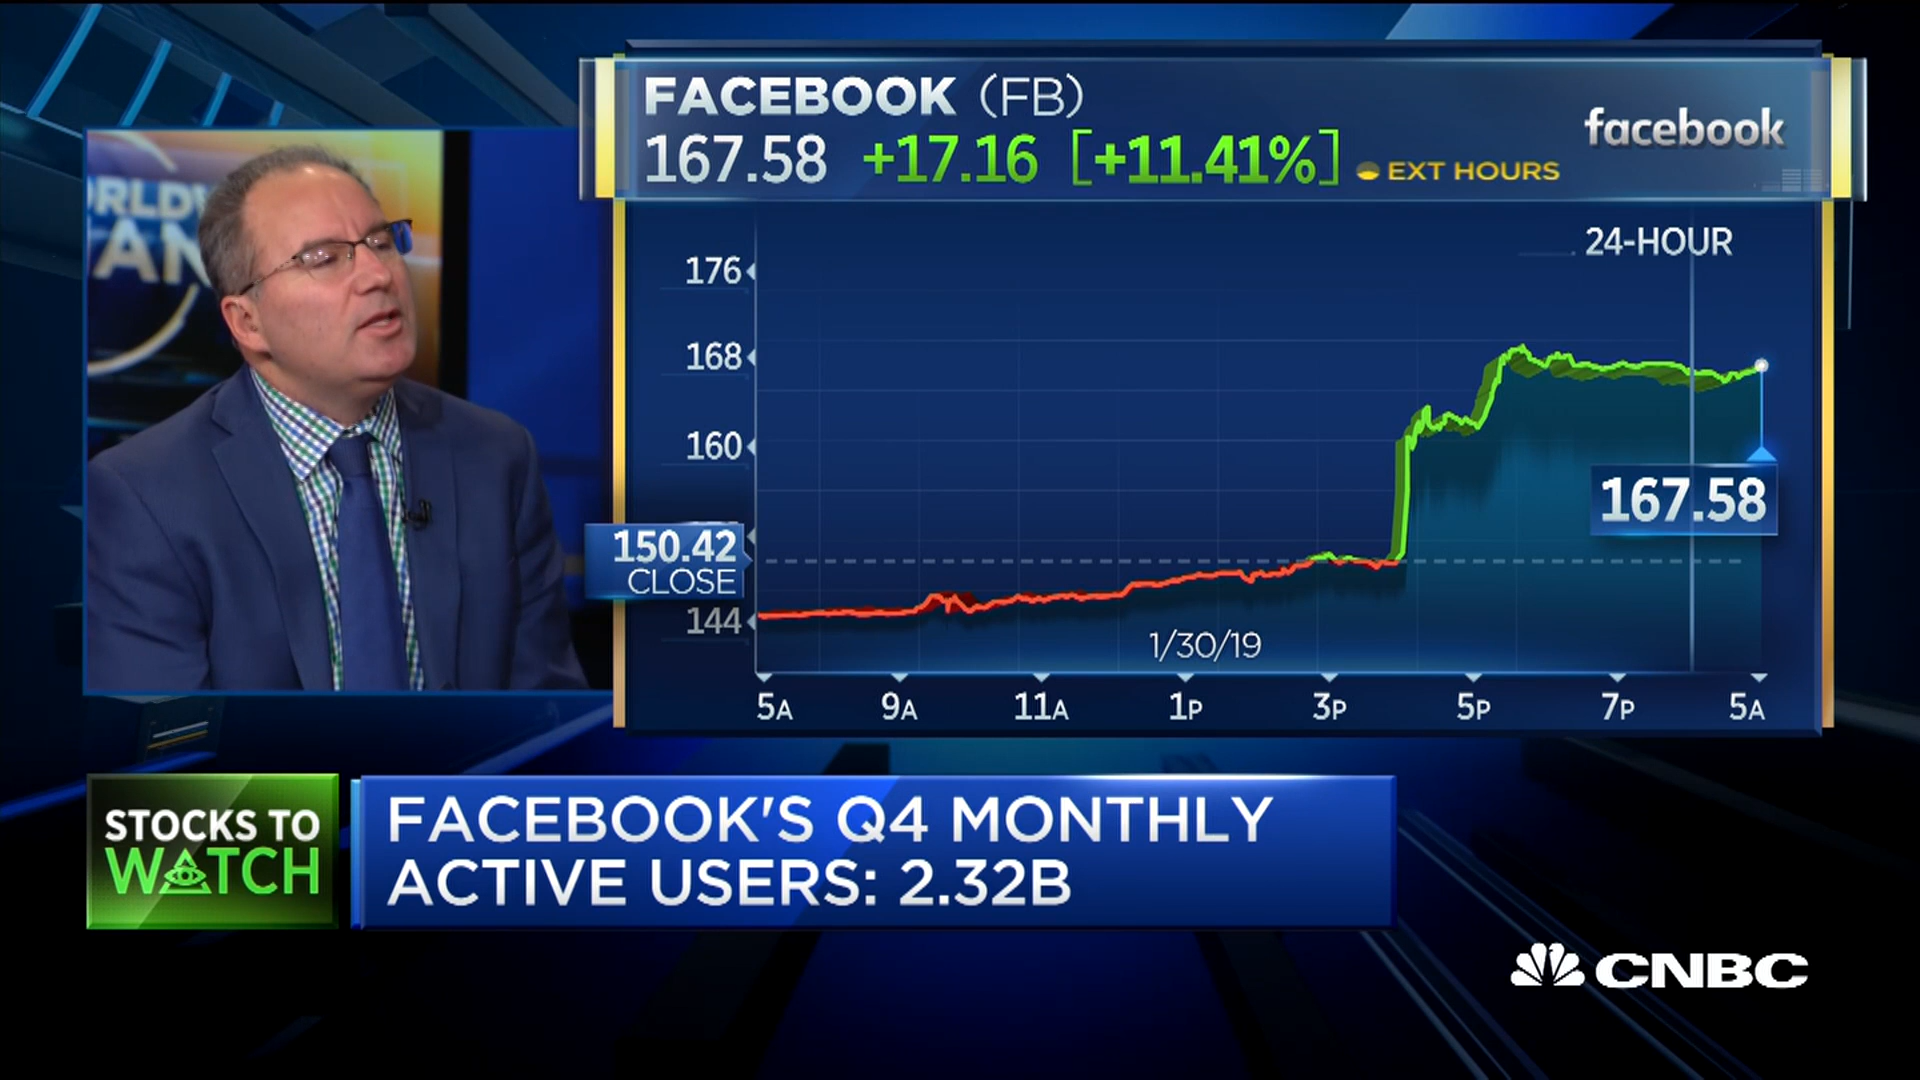 FACEBOOK (FB)
167.58 +17.16 [+11.41%] EXT HOURS
facebook
24-HOUR
176
168
160
150.42
CLOSE
144
167.58
1/30/19
5A 9A 11A 1P 3P 5P 7P 5A
STOCKS TO
WATCH
FACEBOOK'S Q4 MONTHLY
ACTIVE USERS: 2.32B
CNBC